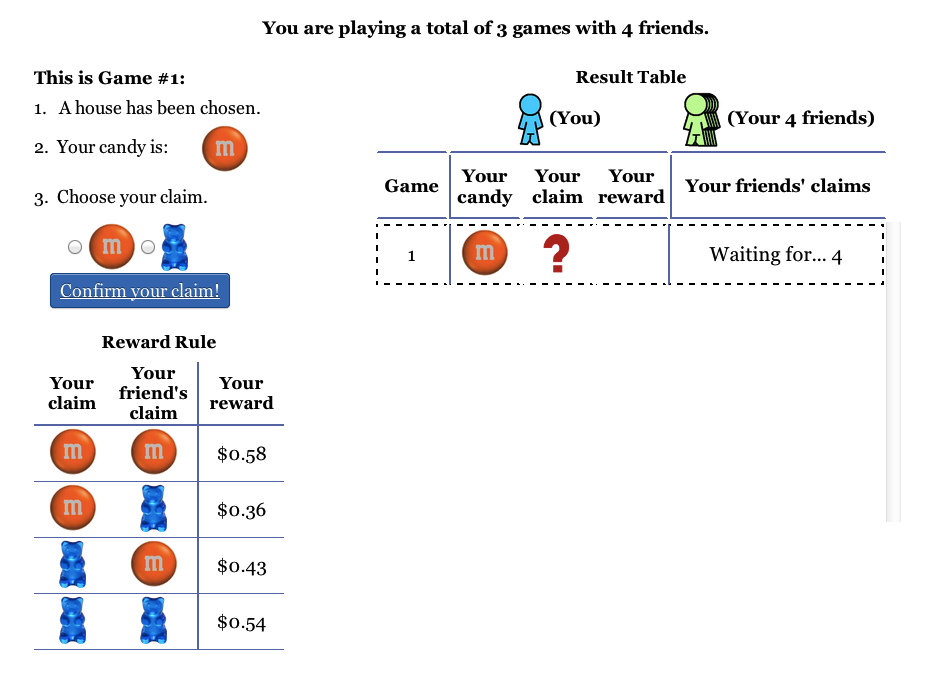 You are playing a total of 3 games with 4 friends.
This is Game #1:
1. A house has been chosen.
2. Your candy is:
m
3. Choose your claim.
m
Confirm your claim!
Reward Rule
Your claim
Your friend's claim
Your reward
m m $0.58
m $0.36
m $0.43
$0.54
Result Table
(You)
(Your 4 friends)
Game
Your candy
Your claim
Your reward
Your friends' claims
1 m ? Waiting for... 4